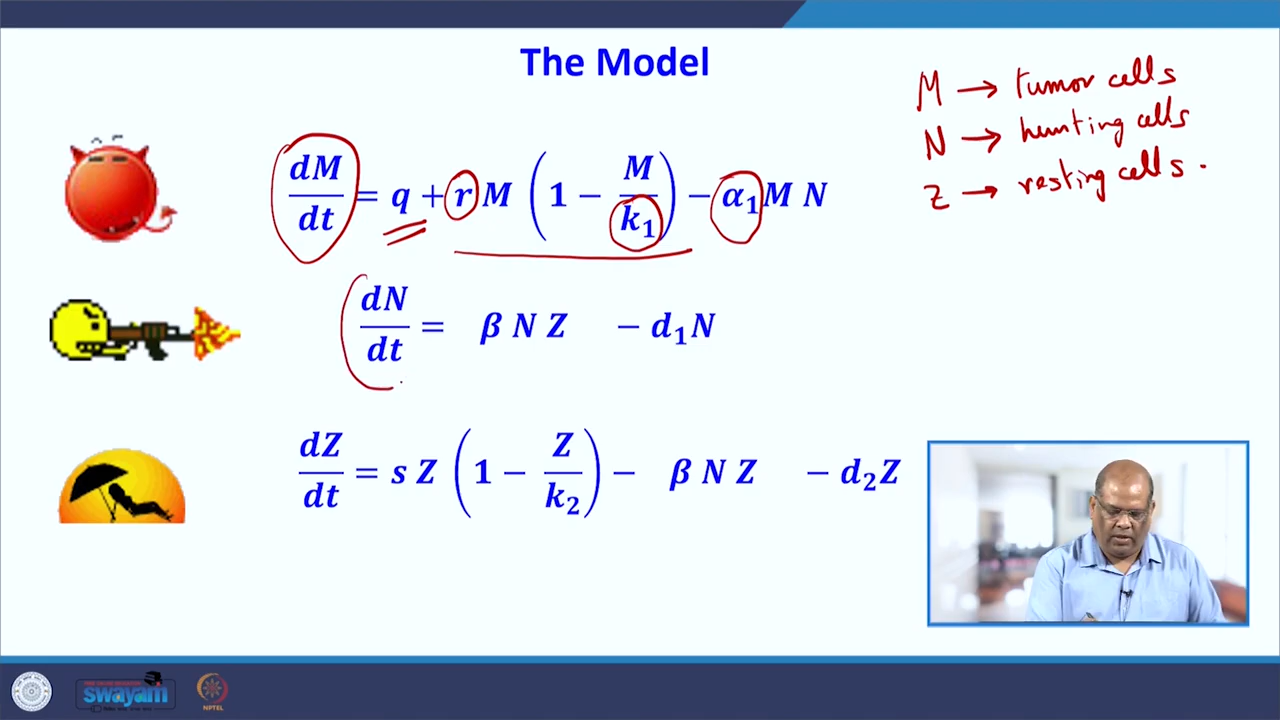 The Model
M → tumor cells
N → hunting cells
Z → resting cells.
dM/dt = q + r M (1 − M/k₁) − α₁ M N
dN/dt = β N Z − d₁N
dZ/dt = s Z (1 − Z/k₂) − β N Z − d₂Z
swayam
NPTEL